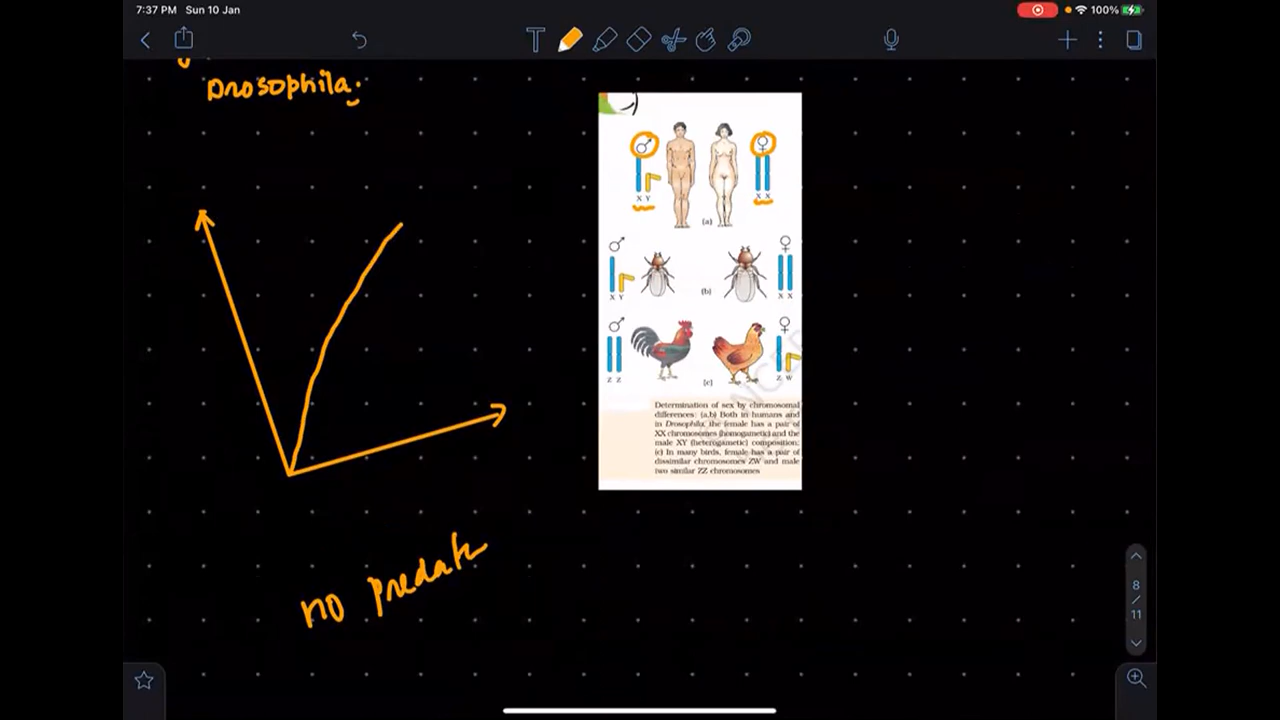 7:37 PM Sun 10 Jan
100%
T
Drosophila.
X Y
X X
(a)
X Y
(b)
X X
Z Z
(c)
Z W
Determination of sex by chromosomal
differences: (a,b) Both in humans and
in Drosophila, the female has a pair of
XX chromosomes (homogametic) and the
male XY (heterogametic) composition;
(c) In many birds, female has a pair of
dissimilar chromosomes ZW and male
two similar ZZ chromosomes
no
8
/
11